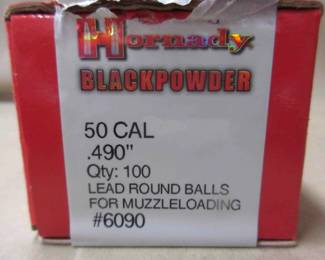 Hornady
BLACKPOWDER
50 CAL
.490"
Qty: 100
LEAD ROUND BALLS
FOR MUZZLELOADING
#6090